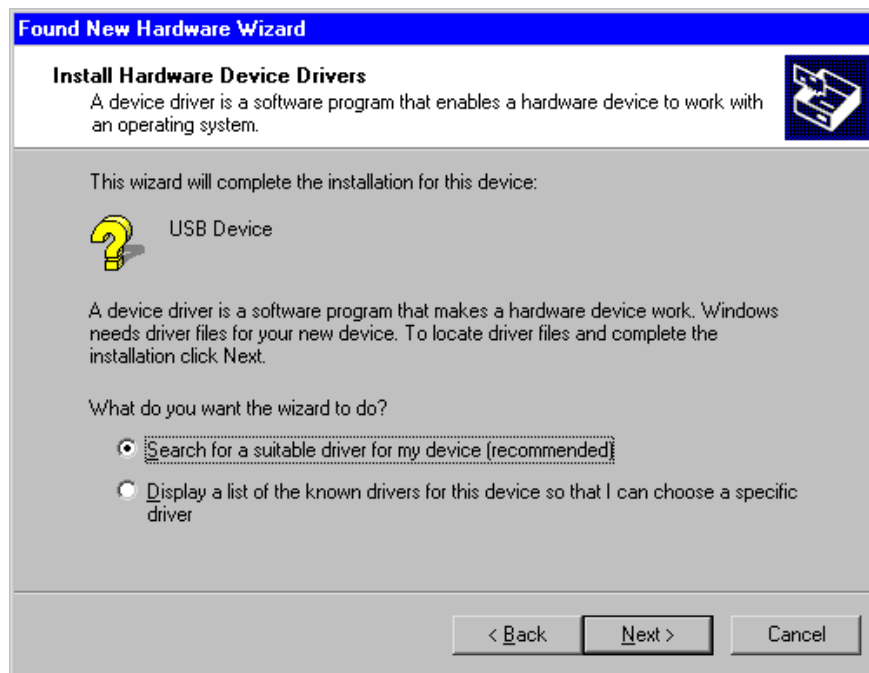 Found New Hardware Wizard
Install Hardware Device Drivers
A device driver is a software program that enables a hardware device to work with
an operating system.
This wizard will complete the installation for this device:
USB Device
A device driver is a software program that makes a hardware device work. Windows
needs driver files for your new device. To locate driver files and complete the
installation click Next.
What do you want the wizard to do?
Search for a suitable driver for my device (recommended)
Display a list of the known drivers for this device so that I can choose a specific
driver
< Back Next > Cancel